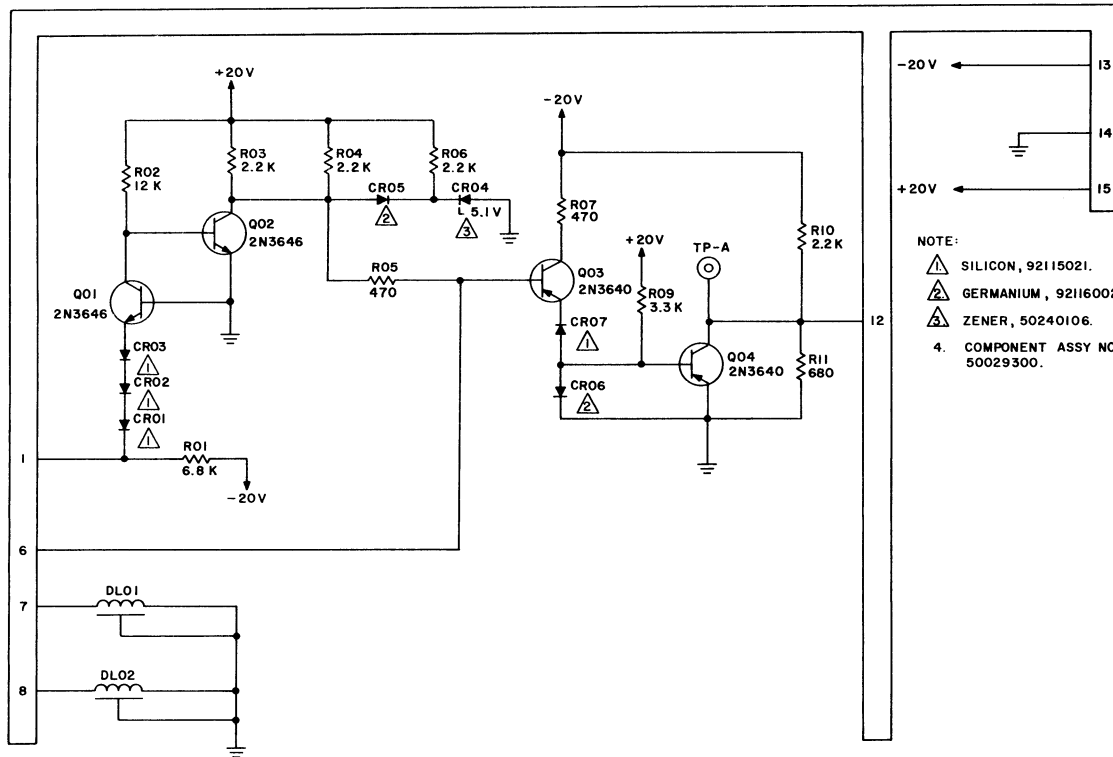 +20V
R02
12 K
R03
2.2 K
R04
2.2 K
R06
2.2 K
CR05
2
CR04
5.1 V
3
Q02
2N3646
Q01
2N3646
R05
470
CR03
1
CR02
1
CR01
1
1
R01
6.8 K
-20V
6
7
DL01
8
DL02
-20V
R07
470
Q03
2N3640
CR07
1
CR06
2
+20V
R09
3.3 K
TP-A
Q04
2N3640
R10
2.2K
R11
680
12
-20V
13
14
+20V
15
NOTE:
1. SILICON, 92115021.
2. GERMANIUM, 92116002
3. ZENER, 50240106.
4. COMPONENT ASSY NO
50029300.